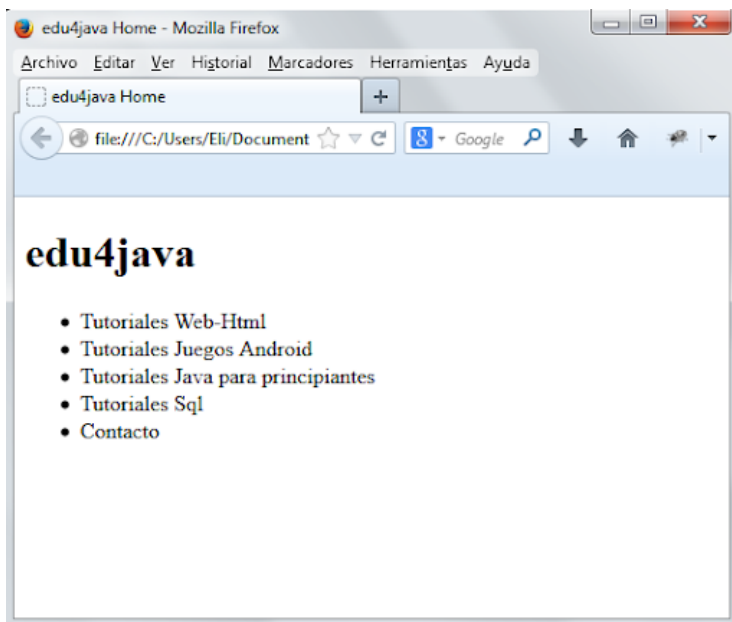 edu4java Home - Mozilla Firefox
Archivo Editar Ver Historial Marcadores Herramientas Ayuda
edu4java Home
file:///C:/Users/Eli/Document 8 Google
edu4java
Tutoriales Web-Html
Tutoriales Juegos Android
Tutoriales Java para principiantes
Tutoriales Sql
Contacto